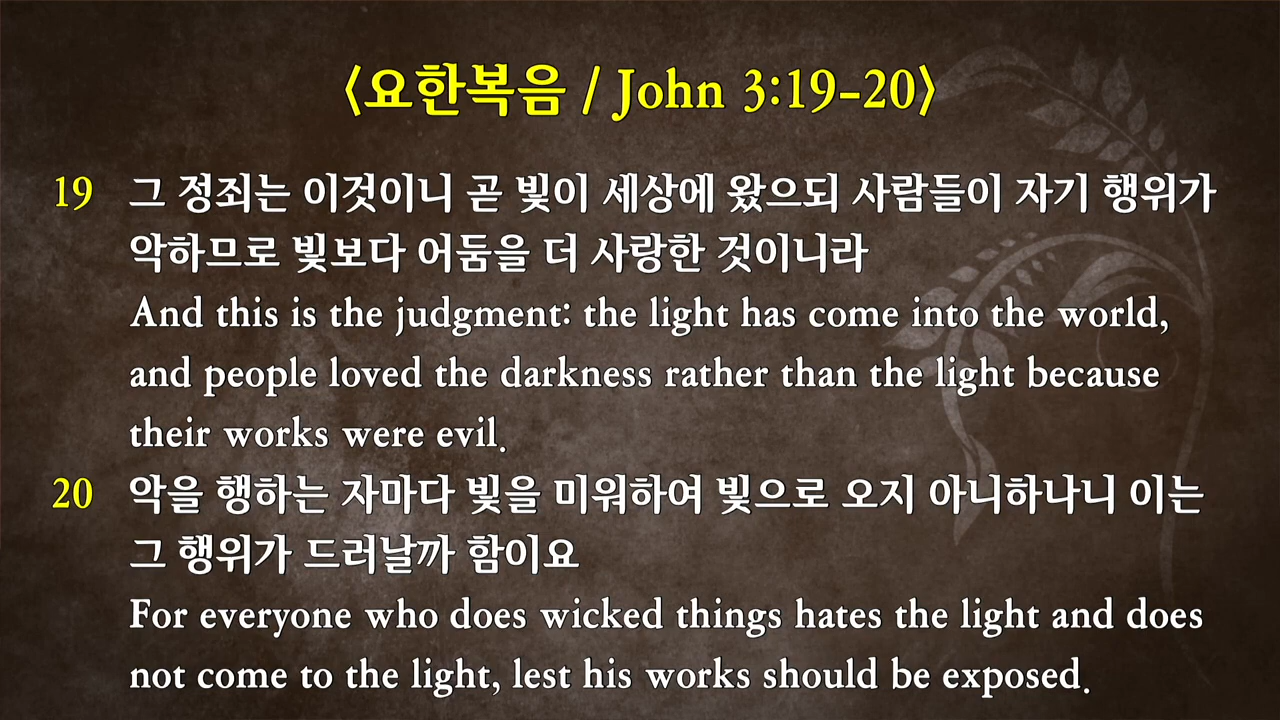 〈요한복음 / John 3:19-20〉
19 그 정죄는 이것이니 곧 빛이 세상에 왔으되 사람들이 자기 행위가
악하므로 빛보다 어둠을 더 사랑한 것이니라
And this is the judgment: the light has come into the world,
and people loved the darkness rather than the light because
their works were evil.
20 악을 행하는 자마다 빛을 미워하여 빛으로 오지 아니하나니 이는
그 행위가 드러날까 함이요
For everyone who does wicked things hates the light and does
not come to the light, lest his works should be exposed.